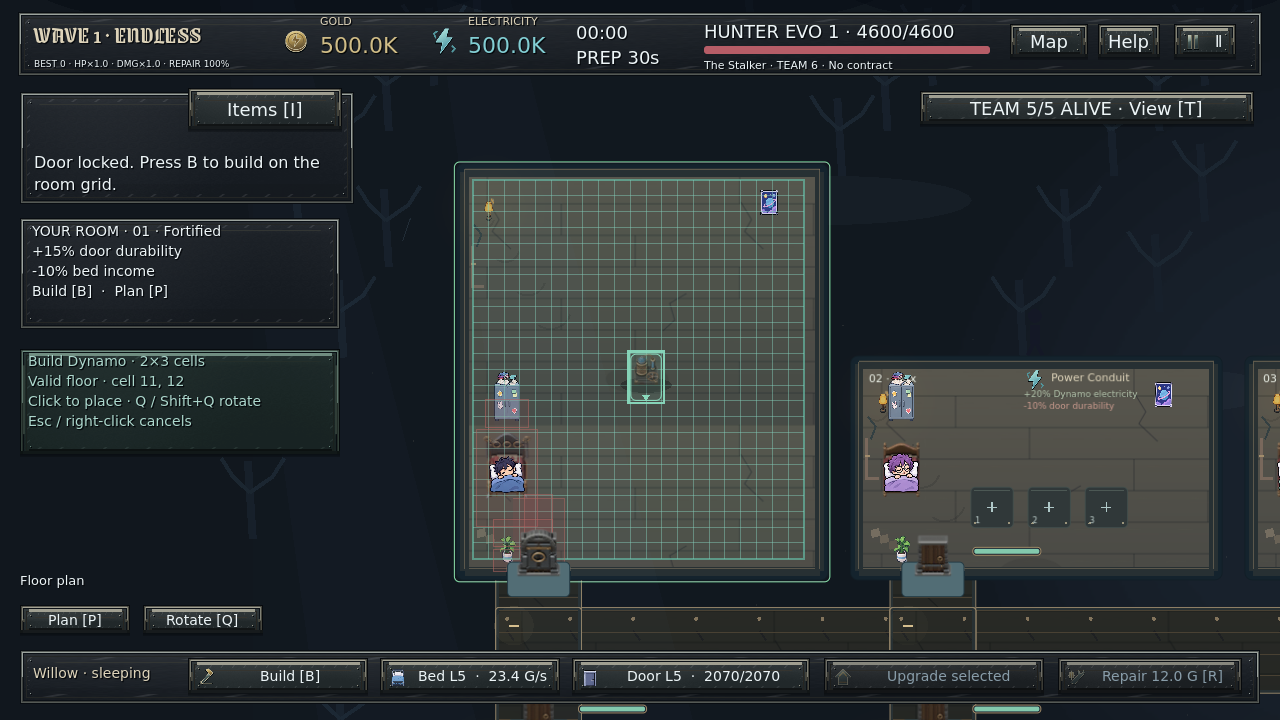 WAVE 1 · ENDLESS
BEST 0 · HP×1.0 · DMG×1.0 · REPAIR 100%
GOLD
500.0K
ELECTRICITY
500.0K
00:00
PREP 30s
HUNTER EVO 1 · 4600/4600
The Stalker · TEAM 6 · No contract
Map
Help
Items [I]
Door locked. Press B to build on the
room grid.
TEAM 5/5 ALIVE · View [T]
YOUR ROOM · 01 · Fortified
+15% door durability
-10% bed income
Build [B] · Plan [P]
Build Dynamo · 2×3 cells
Valid floor · cell 11, 12
Click to place · Q / Shift+Q rotate
Esc / right-click cancels
02
Power Conduit
+20% Dynamo electricity
-10% door durability
03
1
2
3
Floor plan
Plan [P]
Rotate [Q]
Willow · sleeping
Build [B]
Bed L5 · 23.4 G/s
Door L5 · 2070/2070
Upgrade selected
Repair 12.0 G [R]